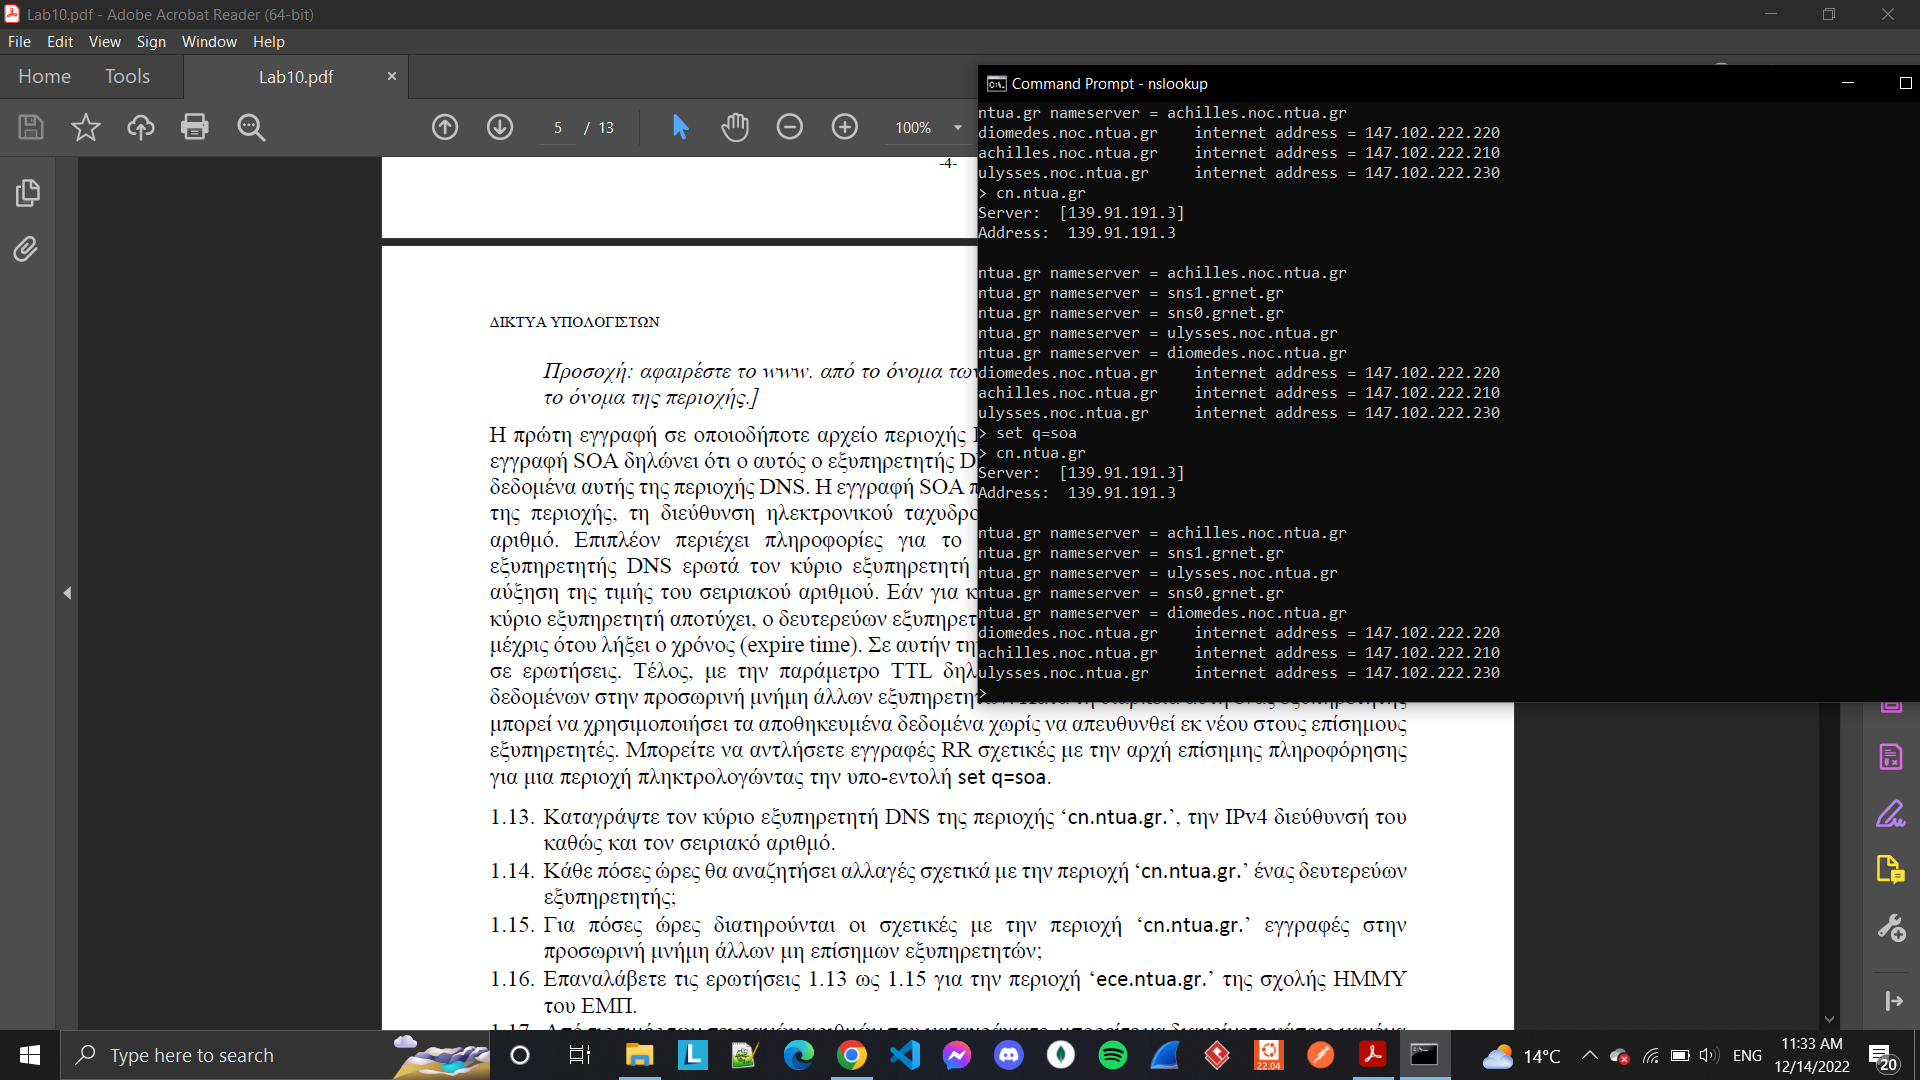 Lab10.pdf - Adobe Acrobat Reader (64-bit)
File Edit View Sign Window Help
Home Tools Lab10.pdf ×
5 / 13 100%
-4-
ΔΙΚΤΥΑ ΥΠΟΛΟΓΙΣΤΩΝ
Προσοχή: αφαιρέστε το www. από το όνομα των
το όνομα της περιοχής.]
Η πρώτη εγγραφή σε οποιοδήποτε αρχείο περιοχής
εγγραφή SOA δηλώνει ότι ο αυτός ο εξυπηρετητής
δεδομένα αυτής της περιοχής DNS. Η εγγραφή SOA
της περιοχής, τη διεύθυνση ηλεκτρονικού
αριθμό. Επιπλέον περιέχει πληροφορίες για το
εξυπηρετητής DNS ερωτά τον κύριο εξυπηρετητή
αύξηση της τιμής του σειριακού αριθμού. Εάν για
κύριο εξυπηρετητή αποτύχει, ο δευτερεύων
μέχρις ότου λήξει ο χρόνος (expire time). Σε αυτήν
σε ερωτήσεις. Τέλος, με την παράμετρο TTL
δεδομένων στην προσωρινή μνήμη άλλων
μπορεί να χρησιμοποιήσει τα αποθηκευμένα δεδομένα χωρίς να απευθυνθεί εκ νέου στους επίσημους
εξυπηρετητές. Μπορείτε να αντλήσετε εγγραφές RR σχετικές με την αρχή επίσημης πληροφόρησης
για μια περιοχή πληκτρολογώντας την υπο-εντολή set q=soa.
1.13. Καταγράψτε τον κύριο εξυπηρετητή DNS της περιοχής ‘cn.ntua.gr.’, την IPv4 διεύθυνσή του
καθώς και τον σειριακό αριθμό.
1.14. Κάθε πόσες ώρες θα αναζητήσει αλλαγές σχετικά με την περιοχή ‘cn.ntua.gr.’ ένας δευτερεύων
εξυπηρετητής;
1.15. Για πόσες ώρες διατηρούνται οι σχετικές με την περιοχή ‘cn.ntua.gr.’ εγγραφές στην
προσωρινή μνήμη άλλων μη επίσημων εξυπηρετητών;
1.16. Επαναλάβετε τις ερωτήσεις 1.13 ως 1.15 για την περιοχή ‘ece.ntua.gr.’ της σχολής ΗΜΜΥ
του ΕΜΠ.
Command Prompt - nslookup
ntua.gr nameserver = achilles.noc.ntua.gr
diomedes.noc.ntua.gr internet address = 147.102.222.220
achilles.noc.ntua.gr internet address = 147.102.222.210
ulysses.noc.ntua.gr internet address = 147.102.222.230
> cn.ntua.gr
Server: [139.91.191.3]
Address: 139.91.191.3
ntua.gr nameserver = achilles.noc.ntua.gr
ntua.gr nameserver = sns1.grnet.gr
ntua.gr nameserver = sns0.grnet.gr
ntua.gr nameserver = ulysses.noc.ntua.gr
ntua.gr nameserver = diomedes.noc.ntua.gr
diomedes.noc.ntua.gr internet address = 147.102.222.220
achilles.noc.ntua.gr internet address = 147.102.222.210
ulysses.noc.ntua.gr internet address = 147.102.222.230
> set q=soa
> cn.ntua.gr
Server: [139.91.191.3]
Address: 139.91.191.3
ntua.gr nameserver = achilles.noc.ntua.gr
ntua.gr nameserver = sns1.grnet.gr
ntua.gr nameserver = ulysses.noc.ntua.gr
ntua.gr nameserver = sns0.grnet.gr
ntua.gr nameserver = diomedes.noc.ntua.gr
diomedes.noc.ntua.gr internet address = 147.102.222.220
achilles.noc.ntua.gr internet address = 147.102.222.210
ulysses.noc.ntua.gr internet address = 147.102.222.230
>
Type here to search
22.04
14°C ENG
11:33 AM
12/14/2022
20